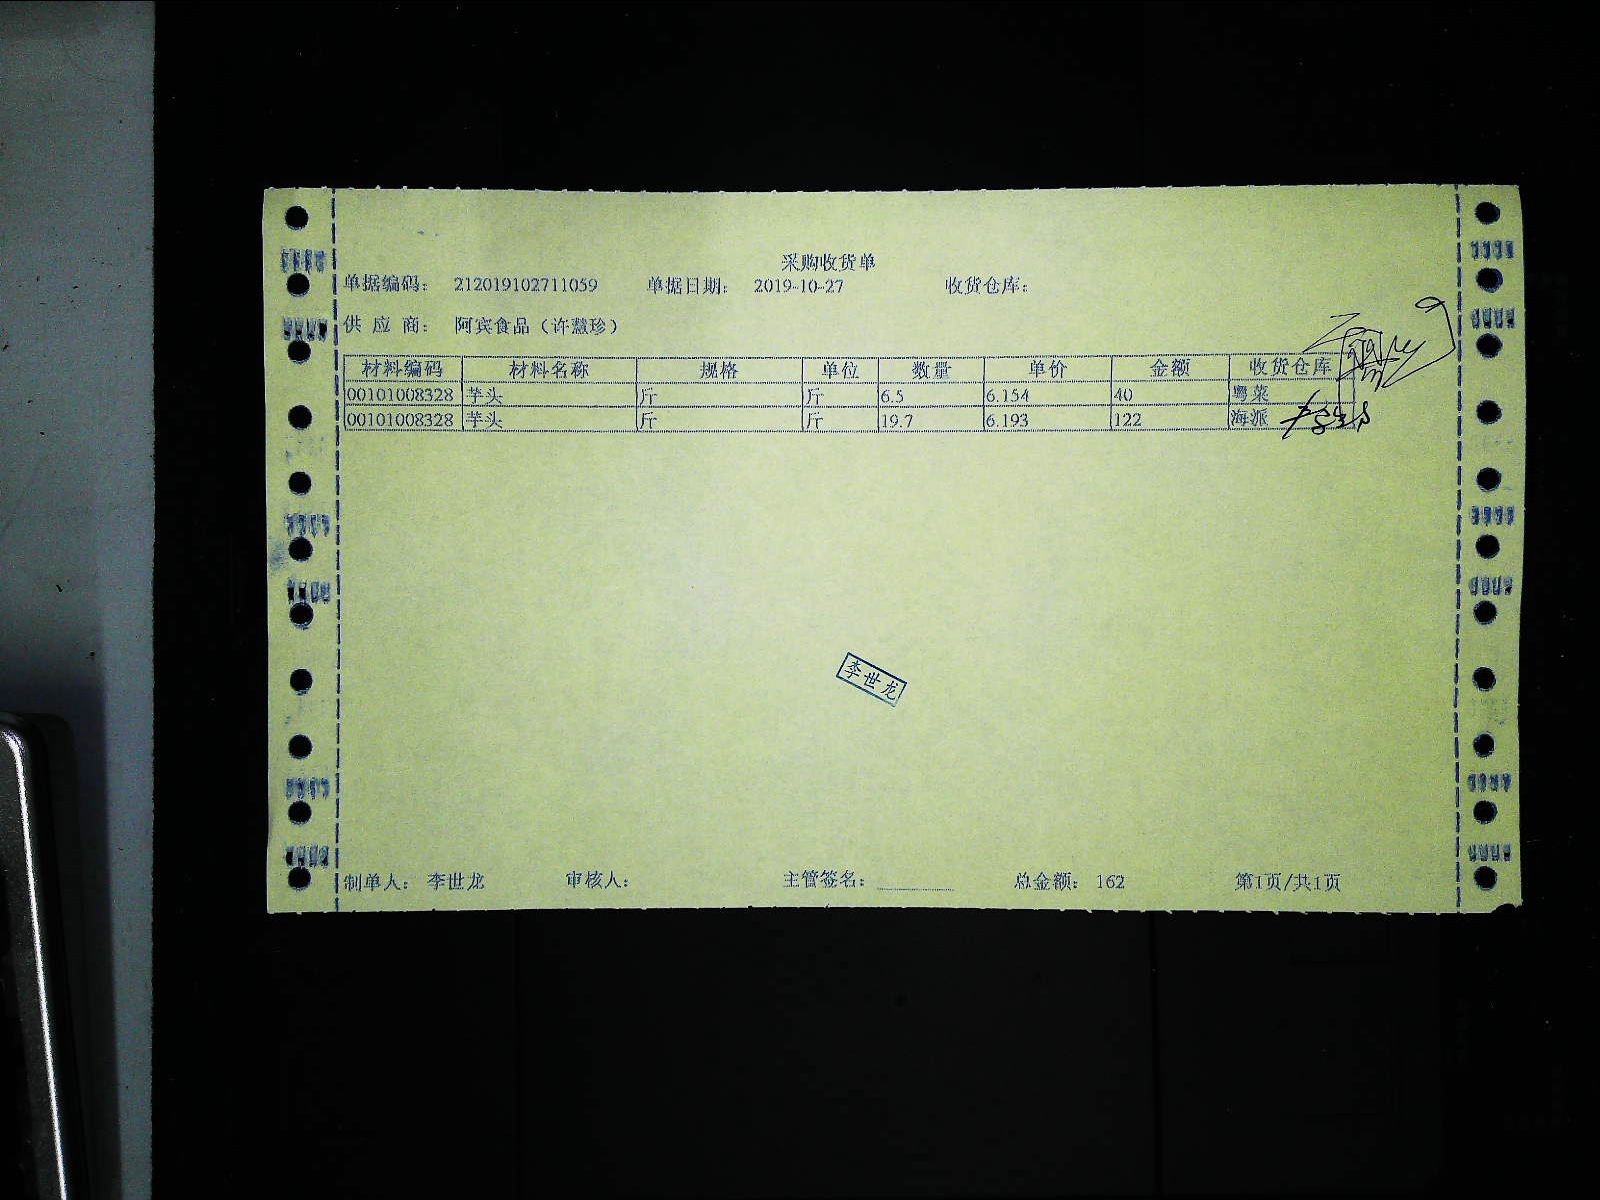 采购收货单
单据编码： 212019102711059 单据日期： 2019-10-27 收货仓库：
供 应 商： 阿宾食品（许慧珍）
材料编码 材料名称 规格 单位 数量 单价 金额 收货仓库
00101008328 芋头 斤 斤 6.5 6.154 40 粤菜
00101008328 芋头 斤 斤 19.7 6.193 122 海派
李世龙
制单人： 李世龙 审核人： 主管签名： 总金额： 162 第1页/共1页